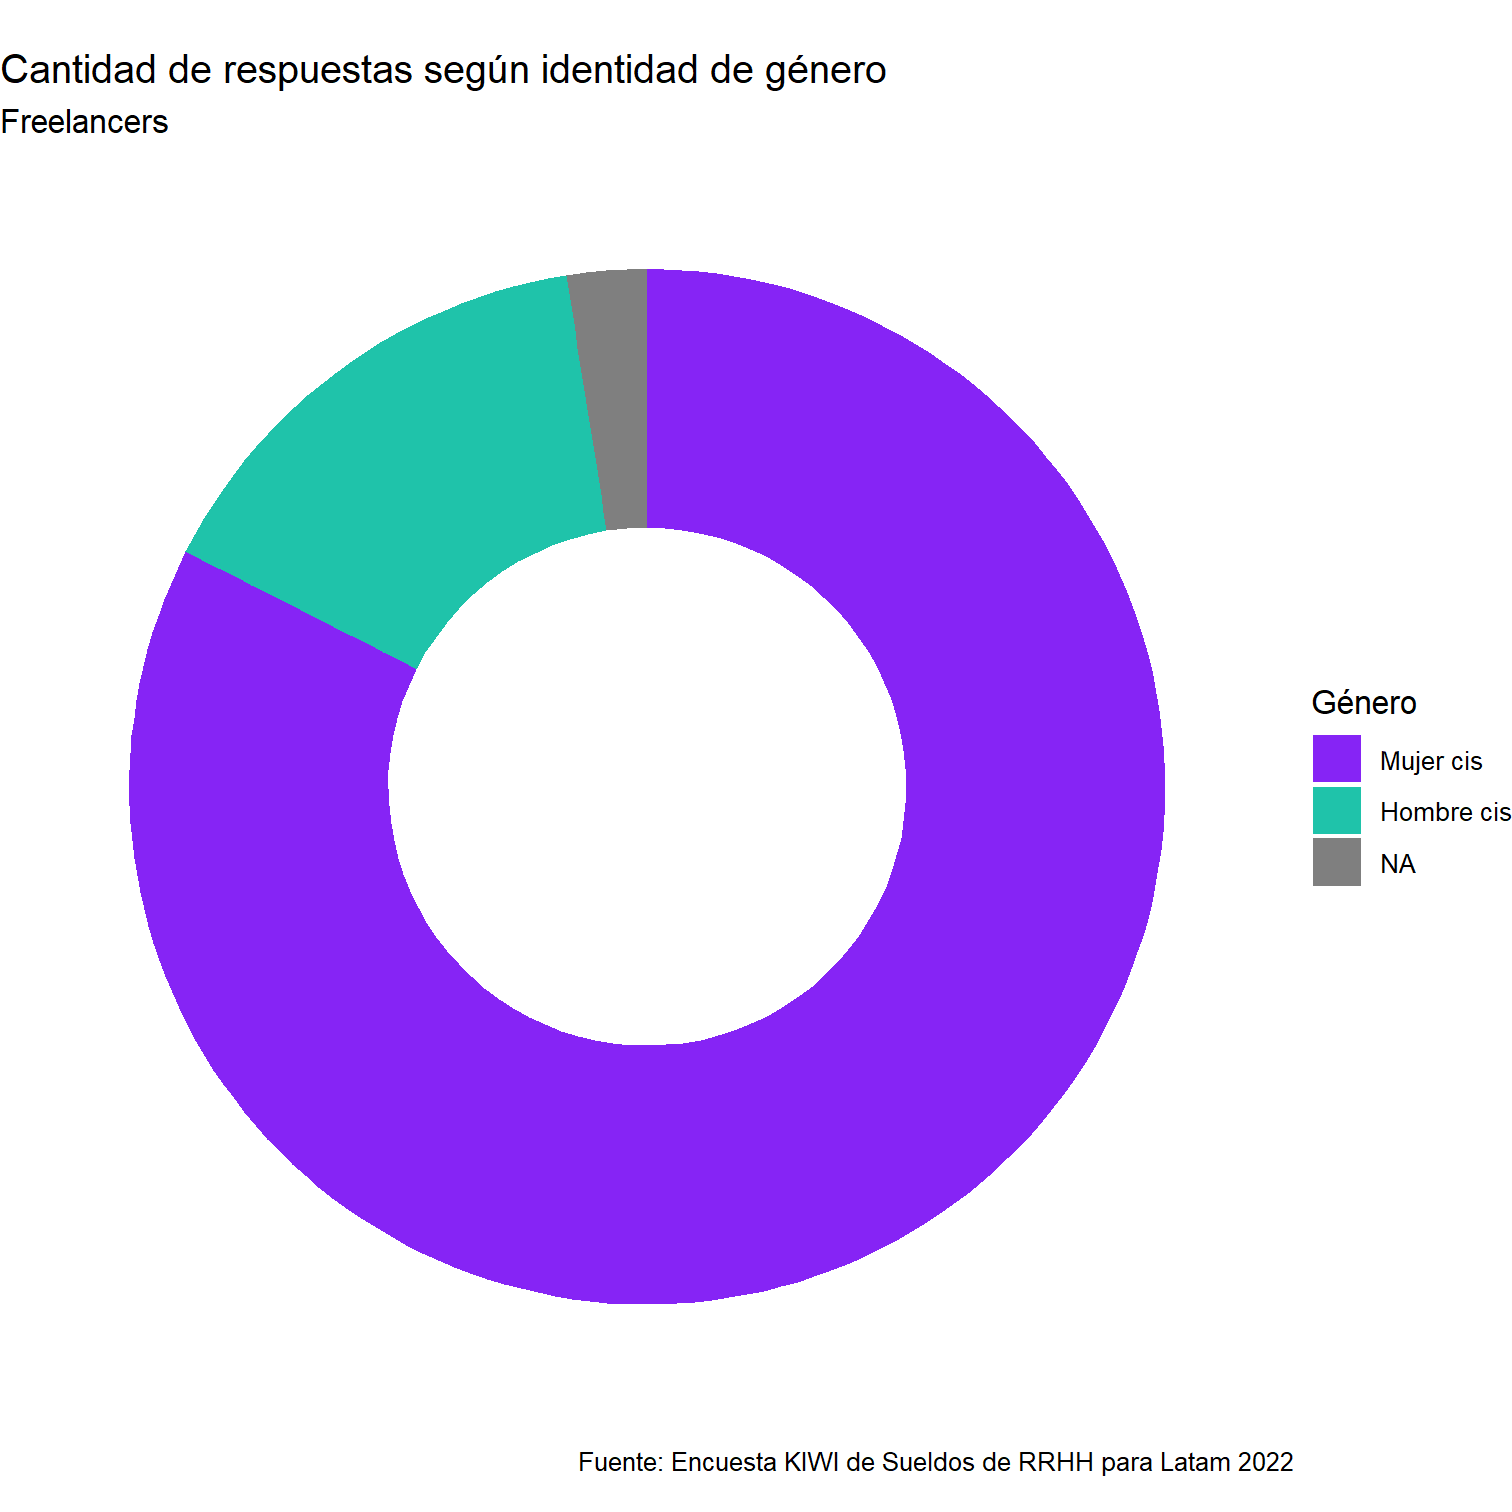 Cantidad de respuestas según identidad de género
Freelancers
Género
Mujer cis
Hombre cis
NA
Fuente: Encuesta KIWI de Sueldos de RRHH para Latam 2022